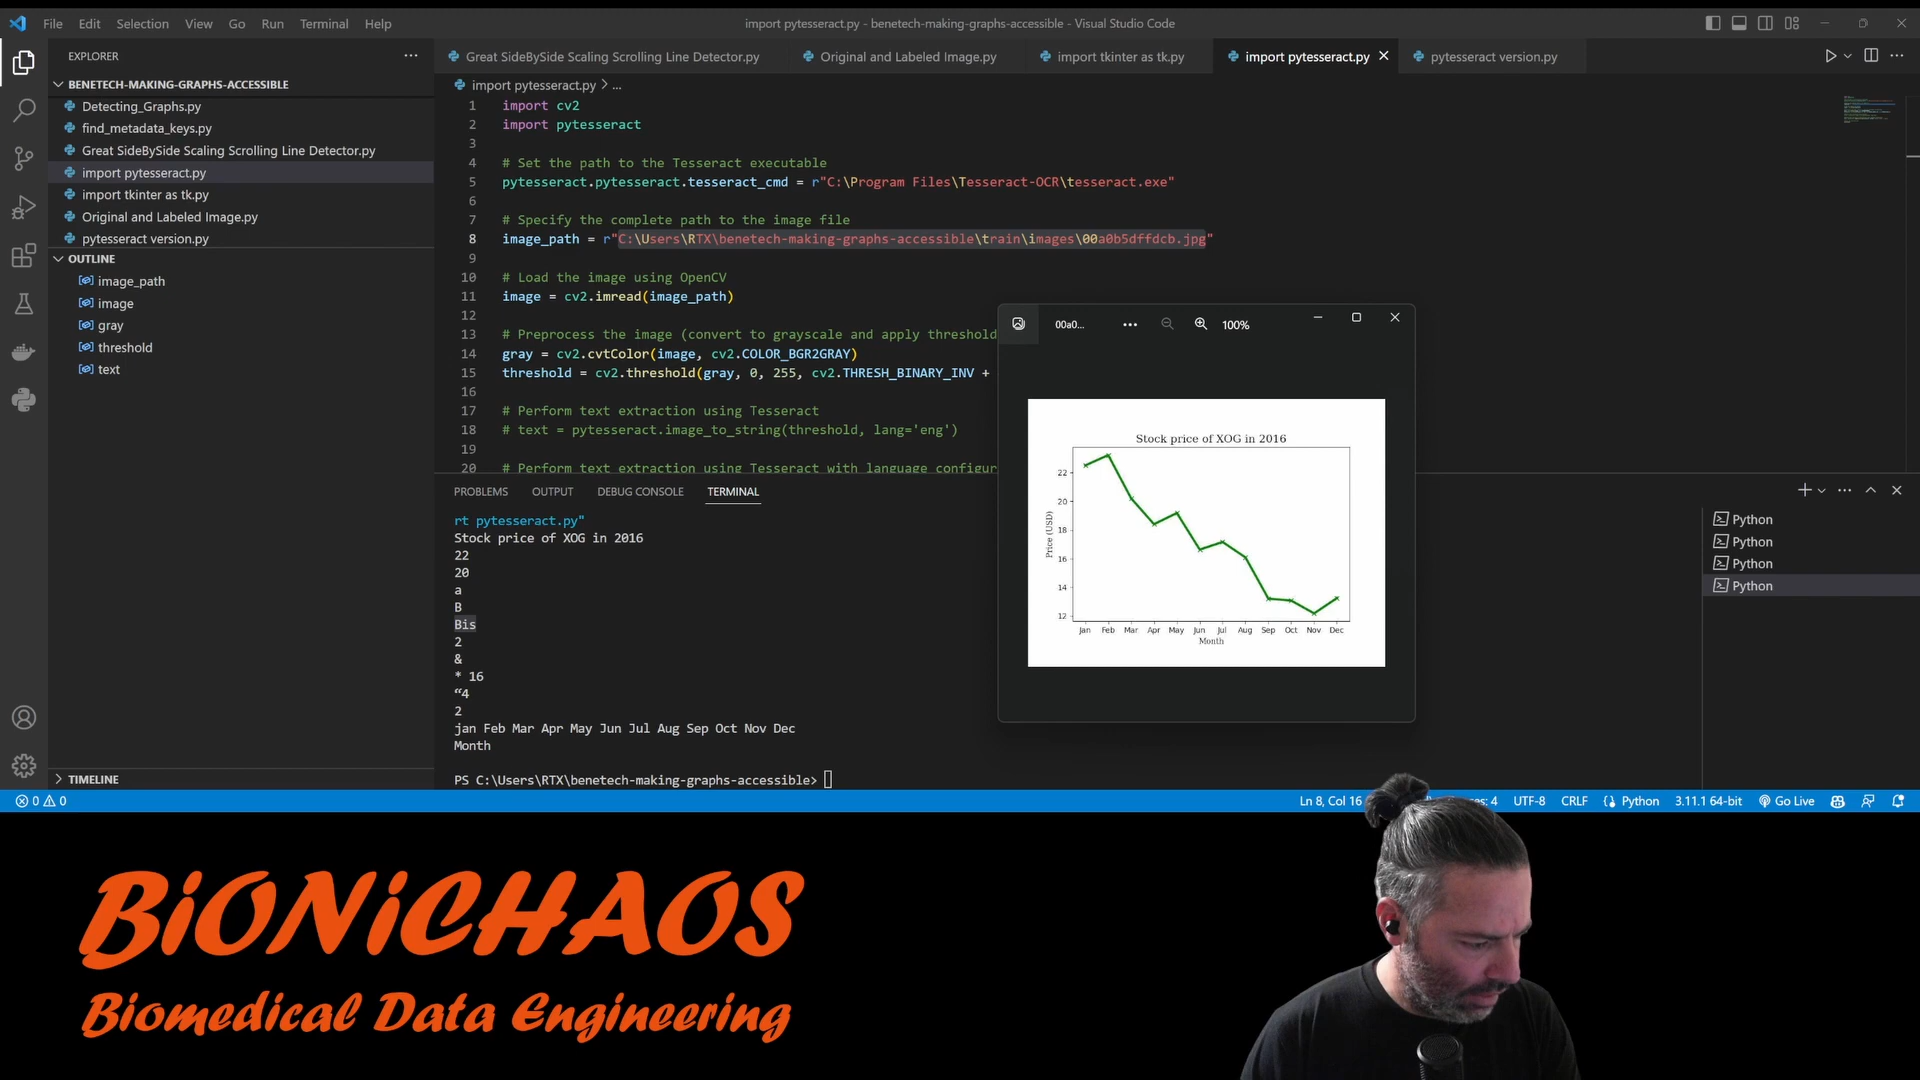 File Edit Selection View Go Run Terminal Help
import pytesseract.py - benetech-making-graphs-accessible - Visual Studio Code
EXPLORER
BENETECH-MAKING-GRAPHS-ACCESSIBLE
Detecting_Graphs.py
find_metadata_keys.py
Great SideBySide Scaling Scrolling Line Detector.py
import pytesseract.py
import tkinter as tk.py
Original and Labeled Image.py
pytesseract version.py
OUTLINE
image_path
image
gray
threshold
text
TIMELINE
Great SideBySide Scaling Scrolling Line Detector.py Original and Labeled Image.py import tkinter as tk.py import pytesseract.py pytesseract version.py
import pytesseract.py > ...
1 import cv2
2 import pytesseract
3
4 # Set the path to the Tesseract executable
5 pytesseract.pytesseract.tesseract_cmd = r"C:\Program Files\Tesseract-OCR\tesseract.exe"
6
7 # Specify the complete path to the image file
8 image_path = r"C:\Users\RTX\benetech-making-graphs-accessible\train\images\00a0b5dffdcb.jpg"
9
10 # Load the image using OpenCV
11 image = cv2.imread(image_path)
12
13 # Preprocess the image (convert to grayscale and apply threshold
14 gray = cv2.cvtColor(image, cv2.COLOR_BGR2GRAY)
15 threshold = cv2.threshold(gray, 0, 255, cv2.THRESH_BINARY_INV +
16
17 # Perform text extraction using Tesseract
18 # text = pytesseract.image_to_string(threshold, lang='eng')
19
20 # Perform text extraction using Tesseract with language configur
00a0... ••• 100%
Stock price of XOG in 2016
Price (USD)
22
20
18
16
14
12
Jan Feb Mar Apr May Jun Jul Aug Sep Oct Nov Dec
Month
PROBLEMS OUTPUT DEBUG CONSOLE TERMINAL
rt pytesseract.py"
Stock price of XOG in 2016
22
20
a
B
Bis
2
&
* 16
“4
2
jan Feb Mar Apr May Jun Jul Aug Sep Oct Nov Dec
Month
PS C:\Users\RTX\benetech-making-graphs-accessible>
Python
Python
Python
Python
0 0
Ln 8, Col 16 es: 4 UTF-8 CRLF Python 3.11.1 64-bit Go Live
BiONiCHAOS
Biomedical Data Engineering